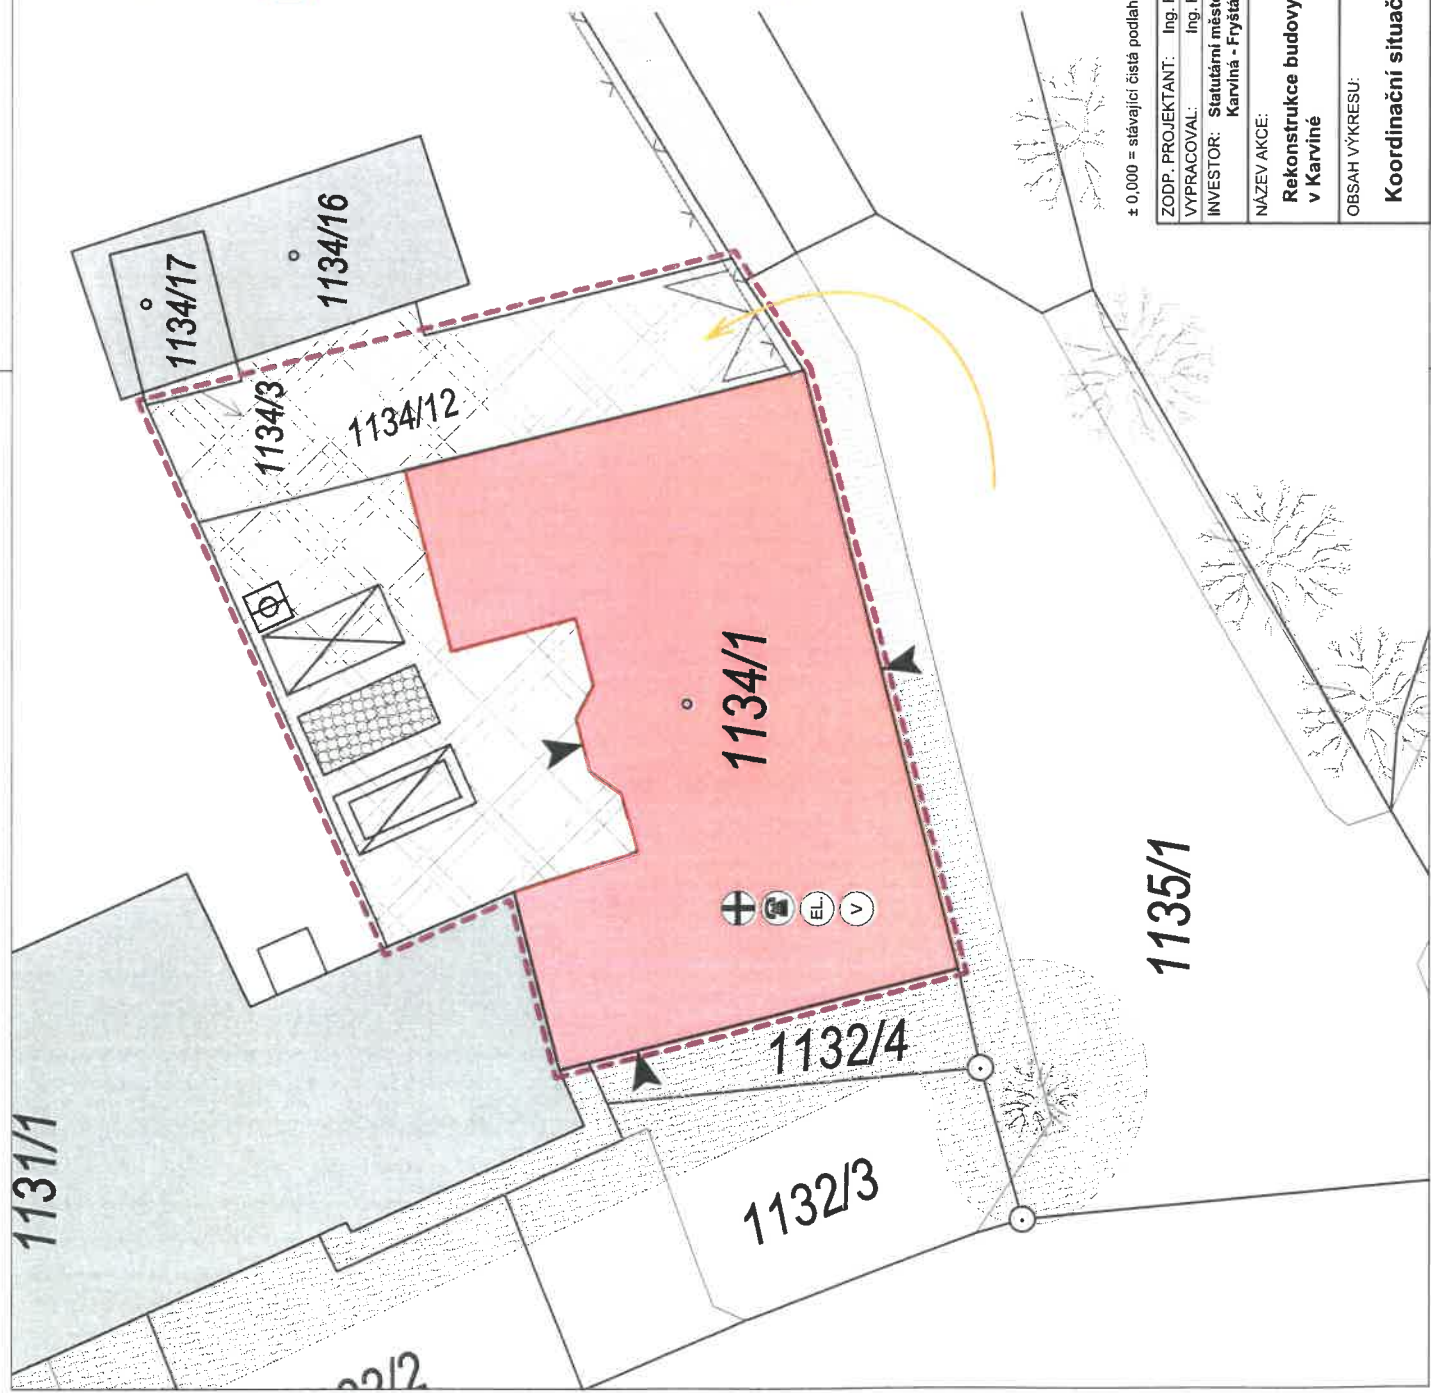 1134/17
1134/16
1134/3
1134/12
1134/1
EL.
V
1131/1
1132/4
1132/3
1135/1
± 0,000 = stávající čistá podlah
ZODP. PROJEKTANT: Ing.
VYPRACOVAL: Ing.
INVESTOR: Statutární město
Karviná - Fryštá
NÁZEV AKCE:
Rekonstrukce budovy
v Karviné
OBSAH VÝKRESU:
Koordinační situač